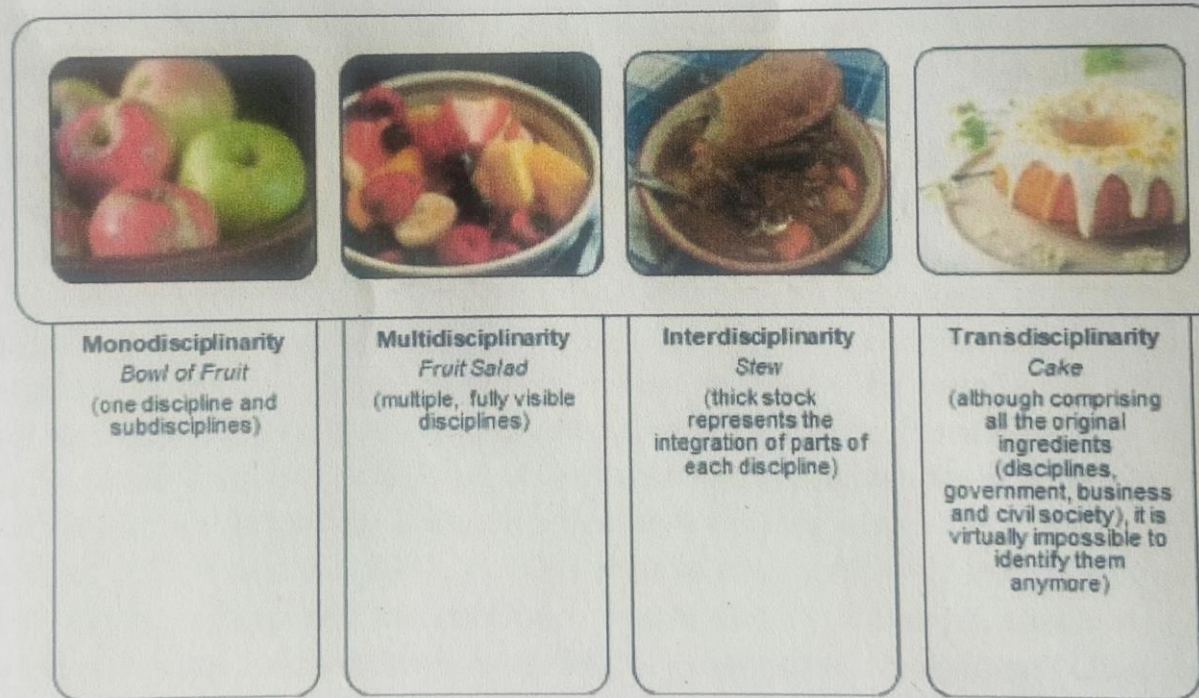 Monodisciplinarity
Bowl of Fruit
(one discipline and
subdisciplines)
Multidisciplinarity
Fruit Salad
(multiple, fully visible
disciplines)
Interdisciplinarity
Stew
(thick stock
represents the
integration of parts of
each discipline)
Transdisciplinarity
Cake
(although comprising
all the original
ingredients
(disciplines,
government, business
and civil society), it is
virtually impossible to
identify them
anymore)